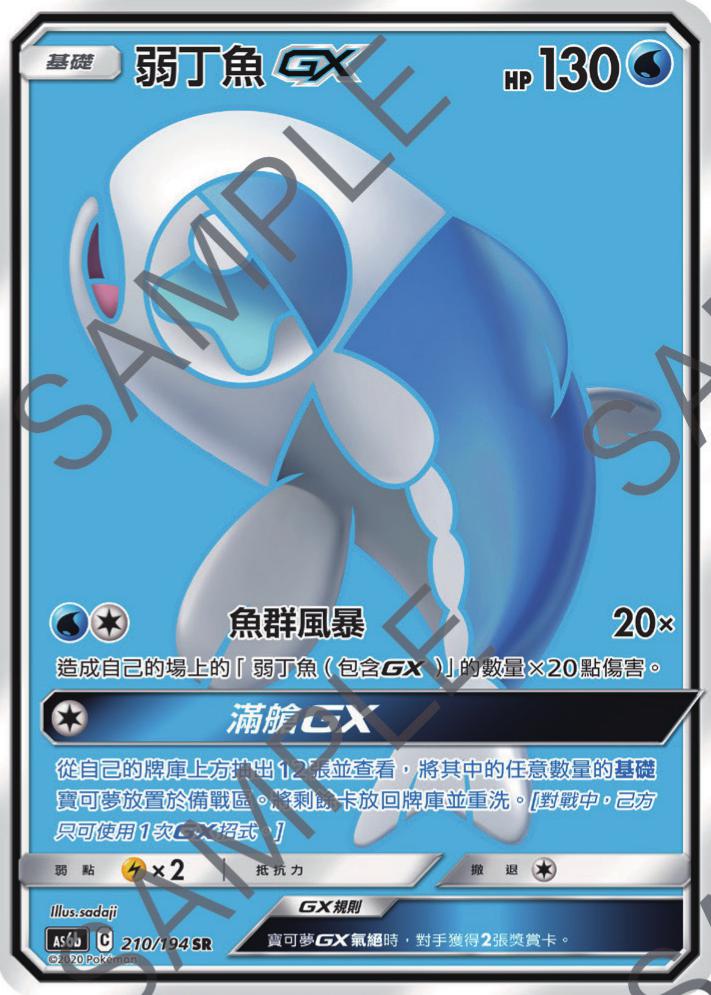 基礎 弱丁魚GX HP 130
SAMPLE
魚群風暴 20×
造成自己的場上的「弱丁魚(包含GX)」的數量×20點傷害。
滿艙GX
從自己的牌庫上方抽出12張並查看,將其中的任意數量的基礎
寶可夢放置於備戰區。將剩餘卡放回牌庫並重洗。[對戰中,己方
只可使用1次GX招式。]
弱點 ×2 抵抗力 撤退
SAMPLE
Illus.sadaji
GX規則
AS6b C 210/194 SR
寶可夢GX氣絕時,對手獲得2張獎賞卡。
©2020 Pokémon